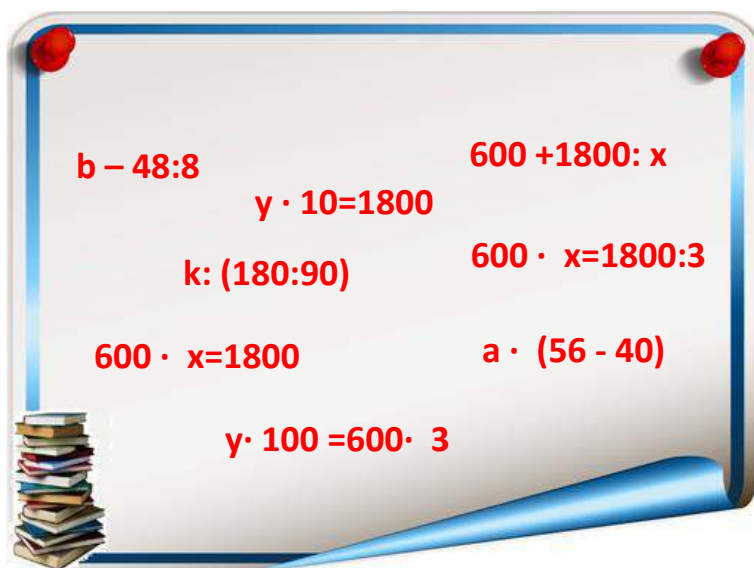 b – 48:8
600 +1800: x
y · 10=1800
k: (180:90)
600 · x=1800:3
600 · x=1800
a · (56 - 40)
y· 100 =600· 3